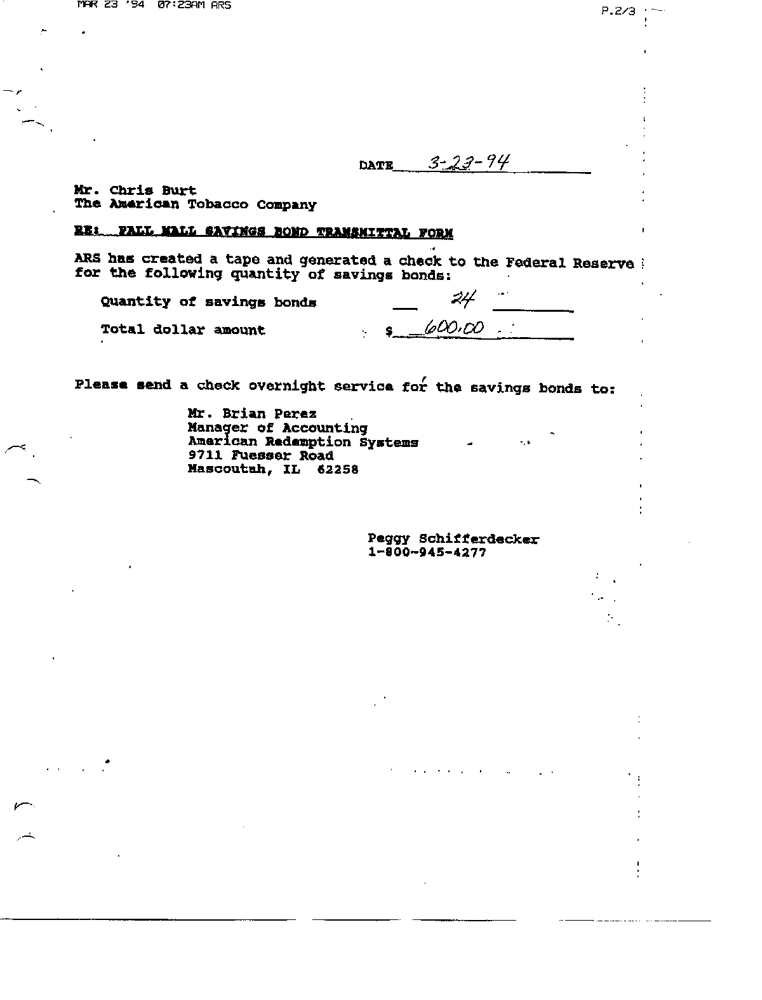 MAR 23 '94 07:23AM ARS
P.2/3
DATE 3-23-94
Mr. Chris Burt
The American Tobacco Company
RE: PALL MALL SAVINGS BOND TRANSMITTAL FORM
ARS has created a tape and generated a check to the Federal Reserve
for the following quantity of savings bonds:
Quantity of savings bonds 24
Total dollar amount $ 600.00
Please send a check overnight service for the savings bonds to:
Mr. Brian Perez
Manager of Accounting
American Redemption Systems
9711 Fuesser Road
Mascoutah, IL 62258
Peggy Schifferdecker
1-800-945-4277